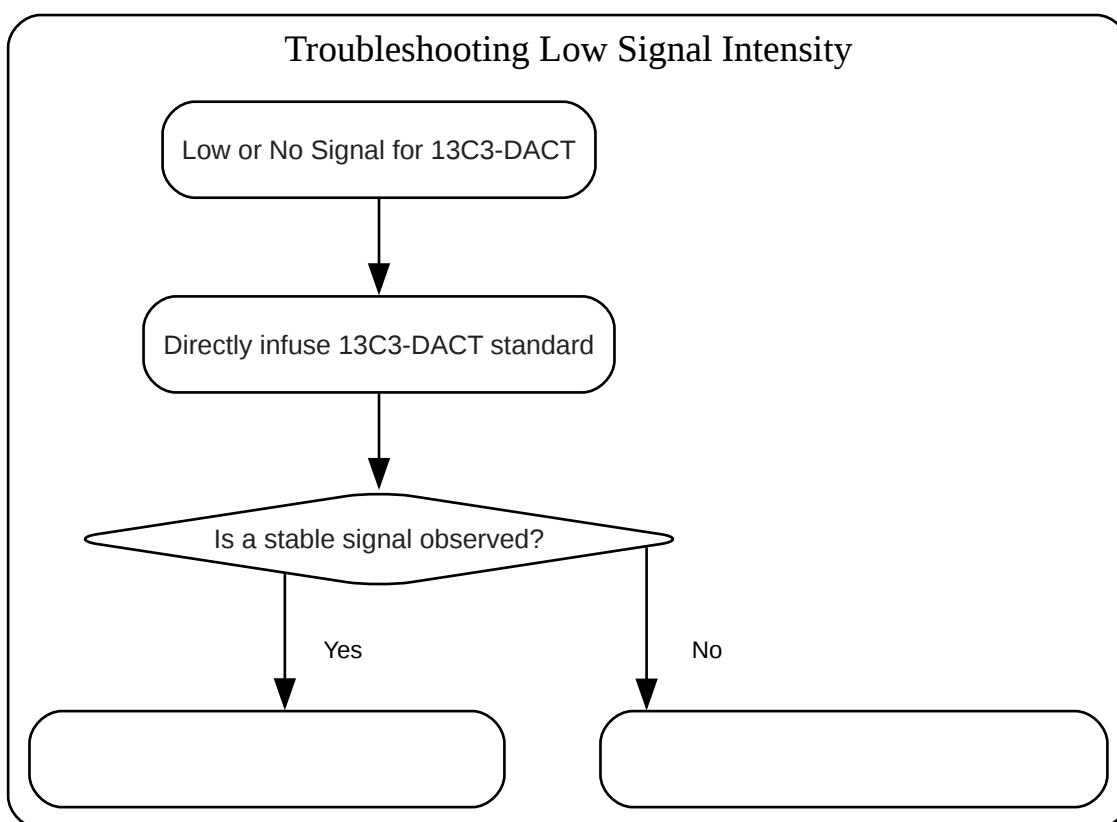 Troubleshooting Low Signal Intensity
Low or No Signal for 13C3-DACT
Directly infuse 13C3-DACT standard
Is a stable signal observed?
Yes
No